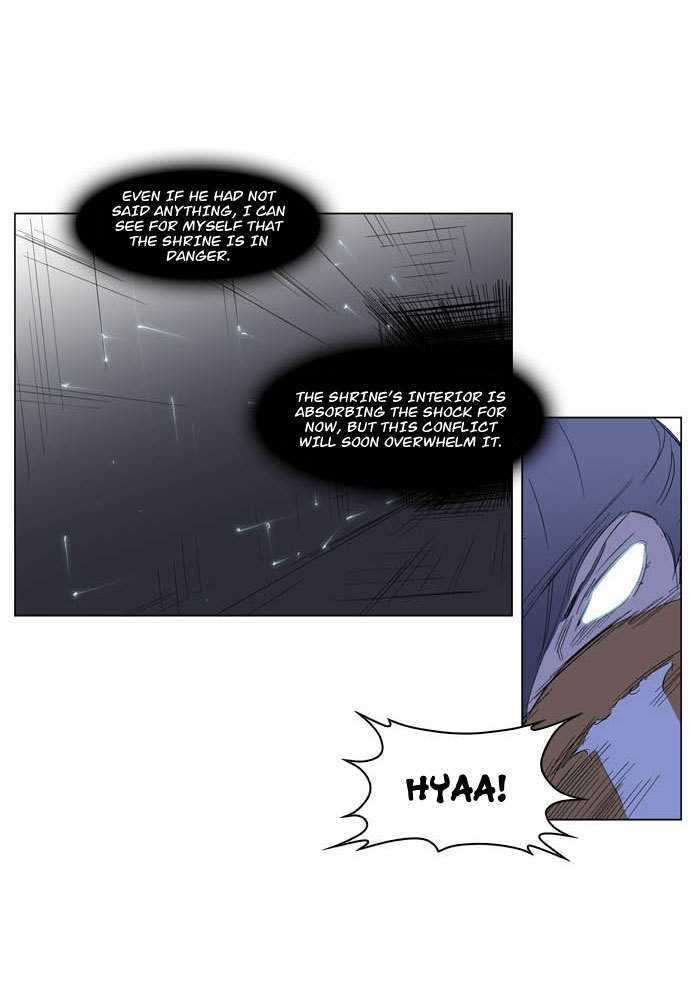 EVEN IF HE HAD NOT
SAID ANYTHING, I CAN
SEE FOR MYSELF THAT
THE SHRINE IS IN
DANGER.
THE SHRINE'S INTERIOR IS
ABSORBING THE SHOCK FOR
NOW, BUT THIS CONFLICT
WILL SOON OVERWHELM IT.
HYAA!